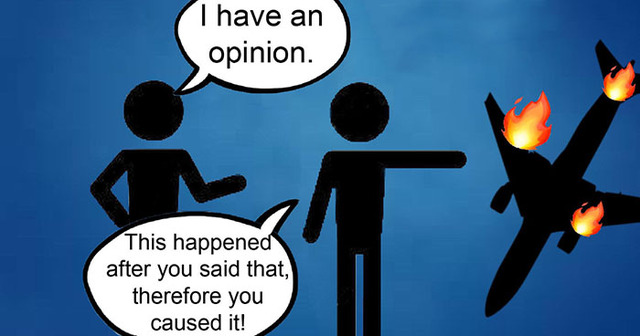 I have an
opinion.
This happened
after you said that,
therefore you
caused it!